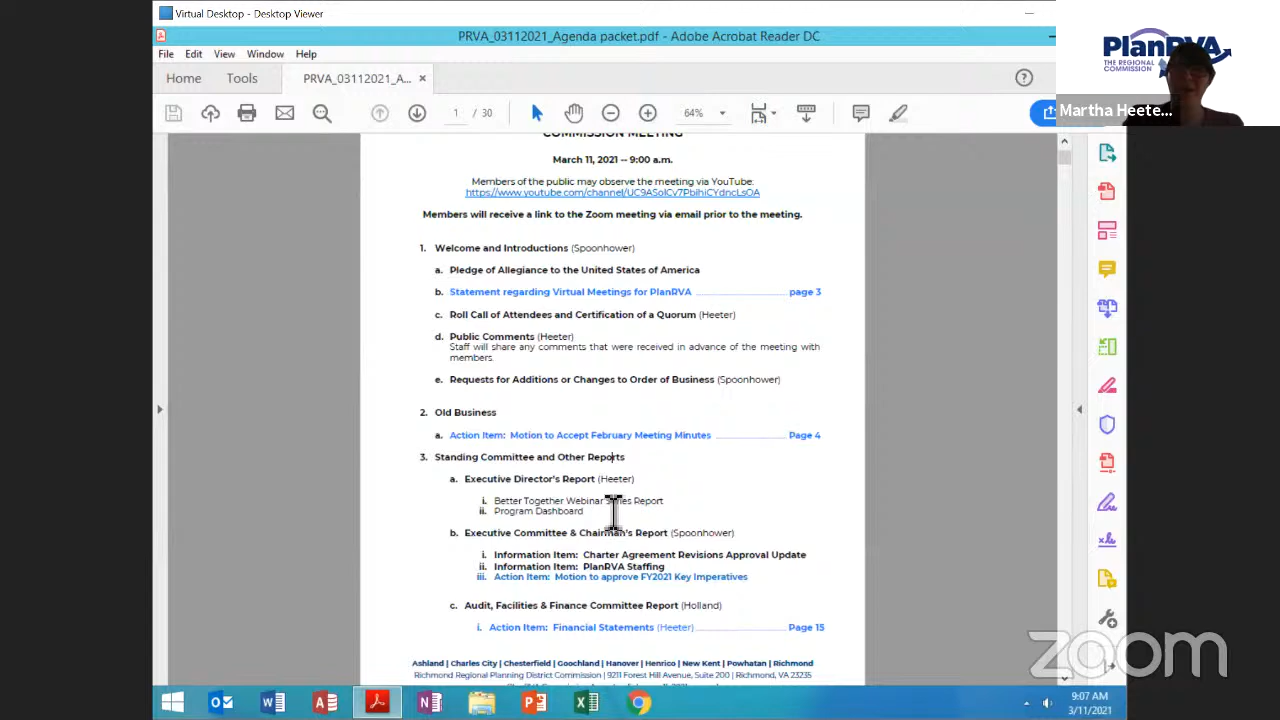 Virtual Desktop - Desktop Viewer
PRVA_03112021_Agenda packet.pdf - Adobe Acrobat Reader DC
PlanRVA
THE REGIONAL
COMMISSION
File Edit View Window Help
Home Tools PRVA_03112021_A... ×
1 / 30 64%
Martha Heete...
COMMISSION MEETING
March 11, 2021 -- 9:00 a.m.
Members of the public may observe the meeting via YouTube:
Members will receive a link to the Zoom meeting via email prior to the meeting.
1. Welcome and Introductions (Spoonhower)
a. Pledge of Allegiance to the United States of America
b. Statement regarding Virtual Meetings for PlanRVA page 3
c. Roll Call of Attendees and Certification of a Quorum (Heeter)
d. Public Comments (Heeter)
Staff will share any comments that were received in advance of the meeting with
members.
e. Requests for Additions or Changes to Order of Business (Spoonhower)
2. Old Business
a. Action Item: Motion to Accept February Meeting Minutes Page 4
3. Standing Committee and Other Reports
a. Executive Director's Report (Heeter)
i. Better Together Webinar Series Report
ii. Program Dashboard
b. Executive Committee & Chairman's Report (Spoonhower)
i. Information Item: Charter Agreement Revisions Approval Update
ii. Information Item: PlanRVA Staffing
iii. Action Item: Motion to approve FY2021 Key Imperatives
c. Audit, Facilities & Finance Committee Report (Holland)
i. Action Item: Financial Statements (Heeter) Page 15
Ashland | Charles City | Chesterfield | Goochland | Hanover | Henrico | New Kent | Powhatan | Richmond
Richmond Regional Planning District Commission | 9211 Forest Hill Avenue, Suite 200 | Richmond, VA 23235
zoom
9:07 AM
3/11/2021